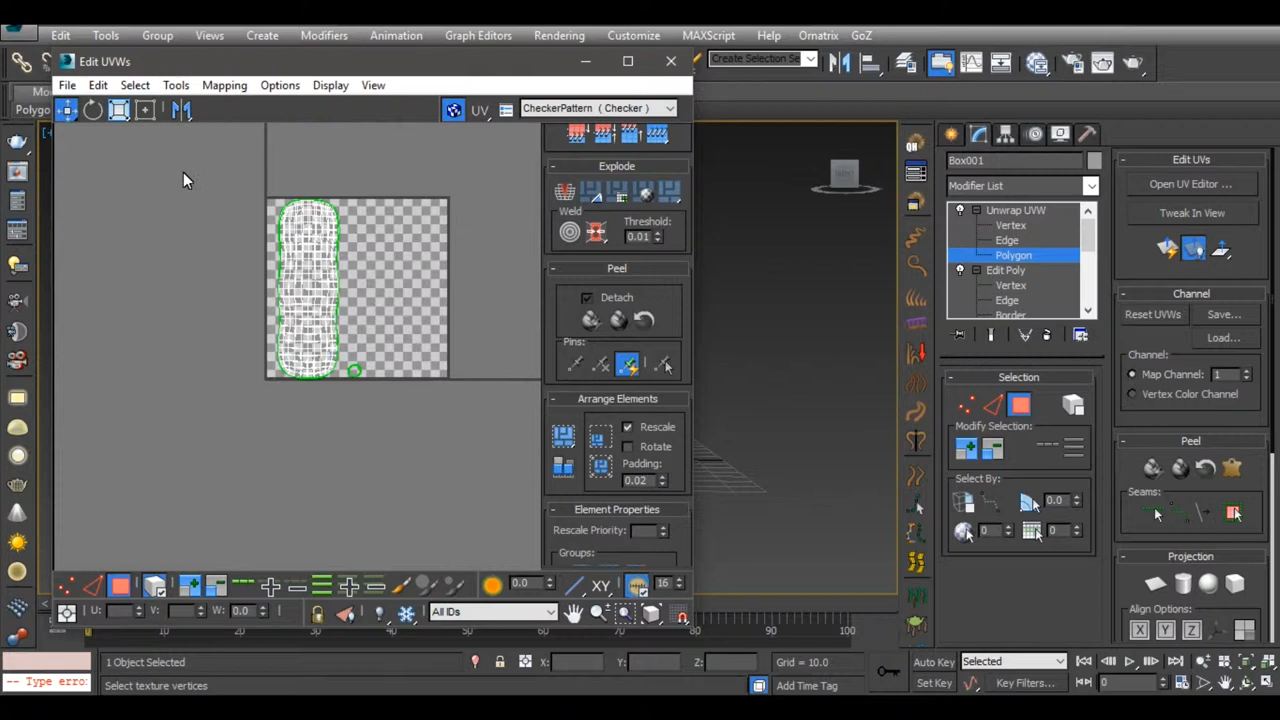 Edit Tools Group Views Create Modifiers Animation Graph Editors Rendering Customize MAXScript Help Ornatrix GoZ
Edit UVWs
Create Selection Se
File Edit Select Tools Mapping Options Display View
Mo
Polygo
UV CheckerPattern ( Checker )
Explode
Weld Threshold:
0.01
Peel
Detach
Pins:
Arrange Elements
Rescale
Rotate
Padding:
0.02
Element Properties
Rescale Priority:
Groups:
0.0 XY 16
U: V: W: 0.0 All IDs
60 70 80 90 100
Box001
Modifier List
Unwrap UVW
Vertex
Edge
Polygon
Edit Poly
Vertex
Edge
Border
Selection
Modify Selection:
Select By:
0.0
0 0
Edit UVs
Open UV Editor ...
Tweak In View
Channel
Reset UVWs Save...
Load...
Channel:
Map Channel: 1
Vertex Color Channel
Peel
Seams:
Projection
Align Options:
X Y Z
1 Object Selected X: Y: Z: Grid = 10.0 Auto Key Selected
-- Type erro: Select texture vertices Add Time Tag Set Key Key Filters... 0